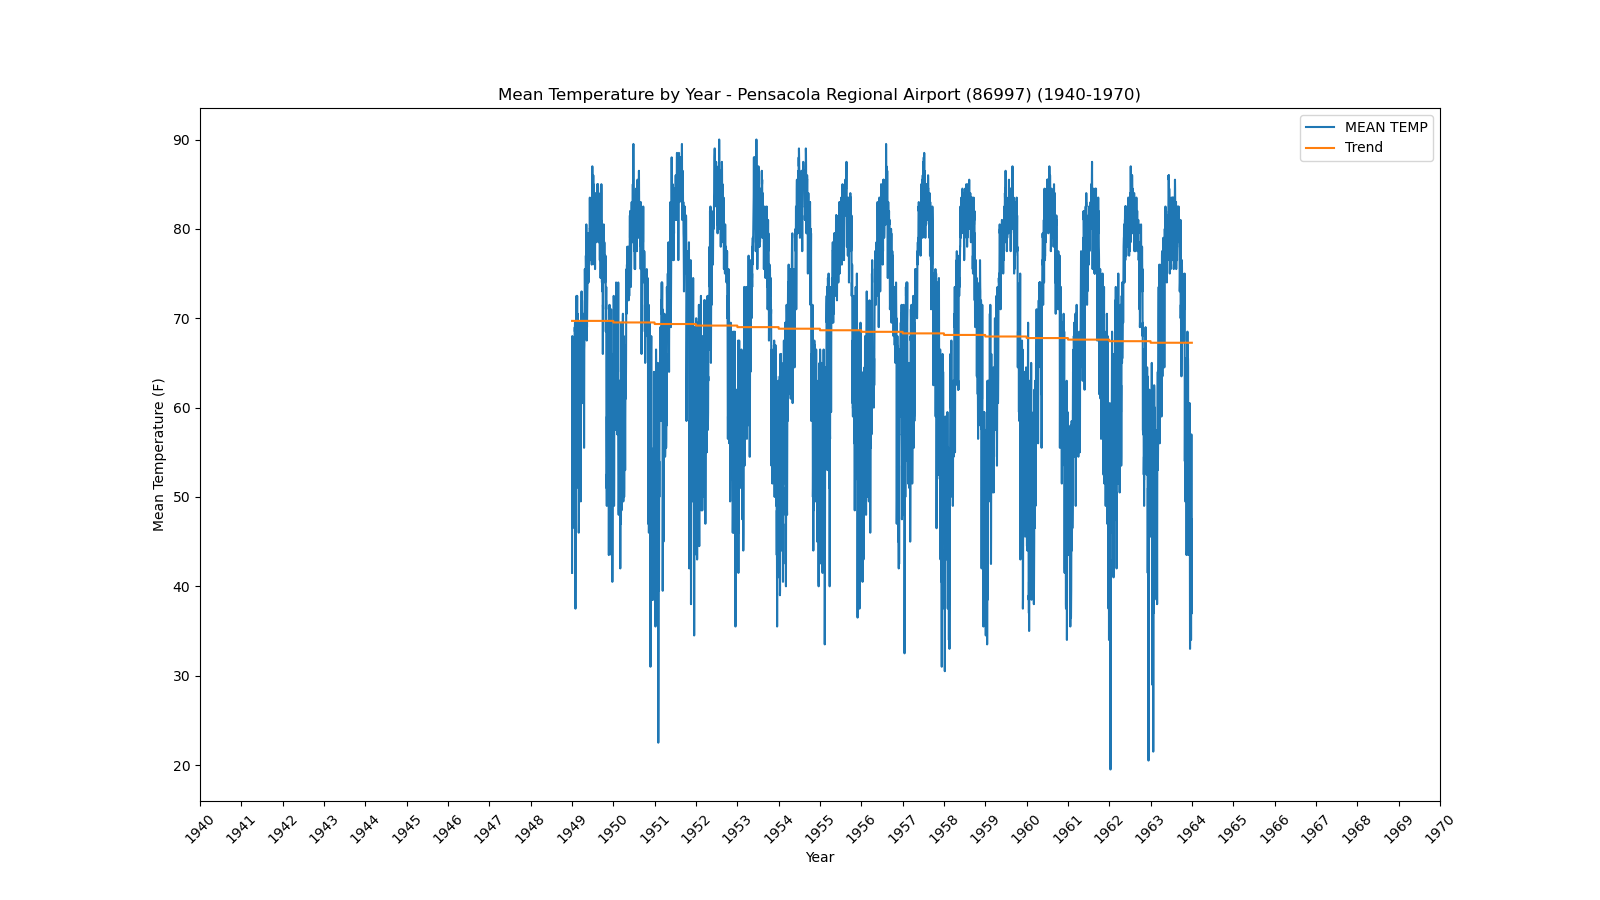 Mean Temperature by Year - Pensacola Regional Airport (86997) (1940-1970)
MEAN TEMP
Trend
Mean Temperature (F)
90
80
70
60
50
40
30
20
1940 1941 1942 1943 1944 1945 1946 1947 1948 1949 1950 1951 1952 1953 1954 1955 1956 1957 1958 1959 1960 1961 1962 1963 1964 1965 1966 1967 1968 1969 1970
Year